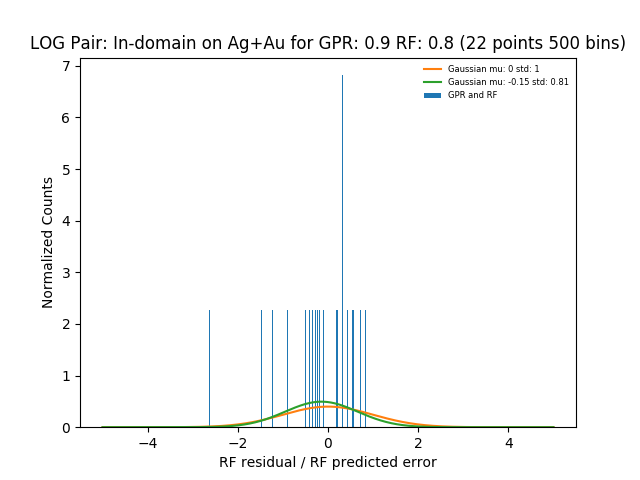 LOG Pair: In-domain on Ag+Au for GPR: 0.9 RF: 0.8 (22 points 500 bins)
Gaussian mu: 0 std: 1
Gaussian mu: -0.15 std: 0.81
GPR and RF
Normalized Counts
7
6
5
4
3
2
1
0
−4 −2 0 2 4
RF residual / RF predicted error